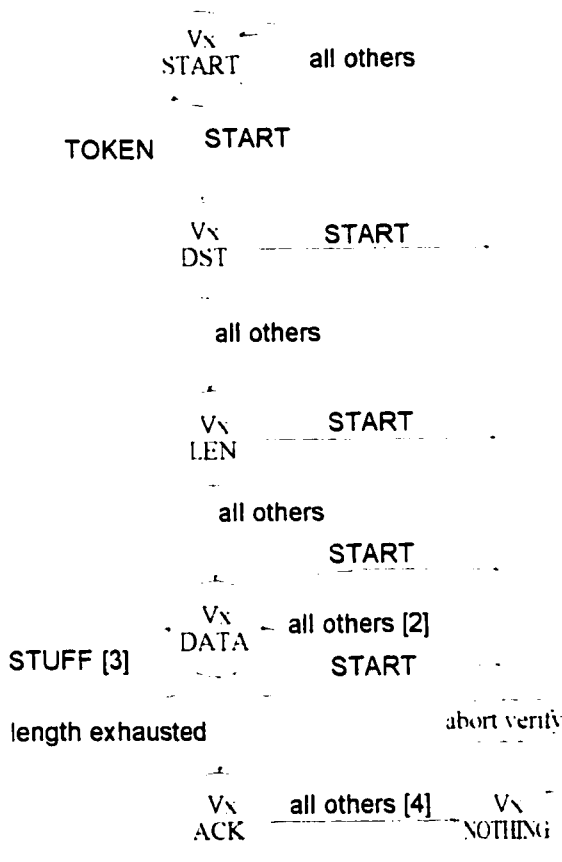 Vx
START
all others
TOKEN
START
Vx
DST
START
all others
Vx
LEN
START
all others
START
Vx
DATA
all others [2]
STUFF [3]
START
length exhausted
abort verify
Vx
ACK
all others [4]
Vx
NOTHING